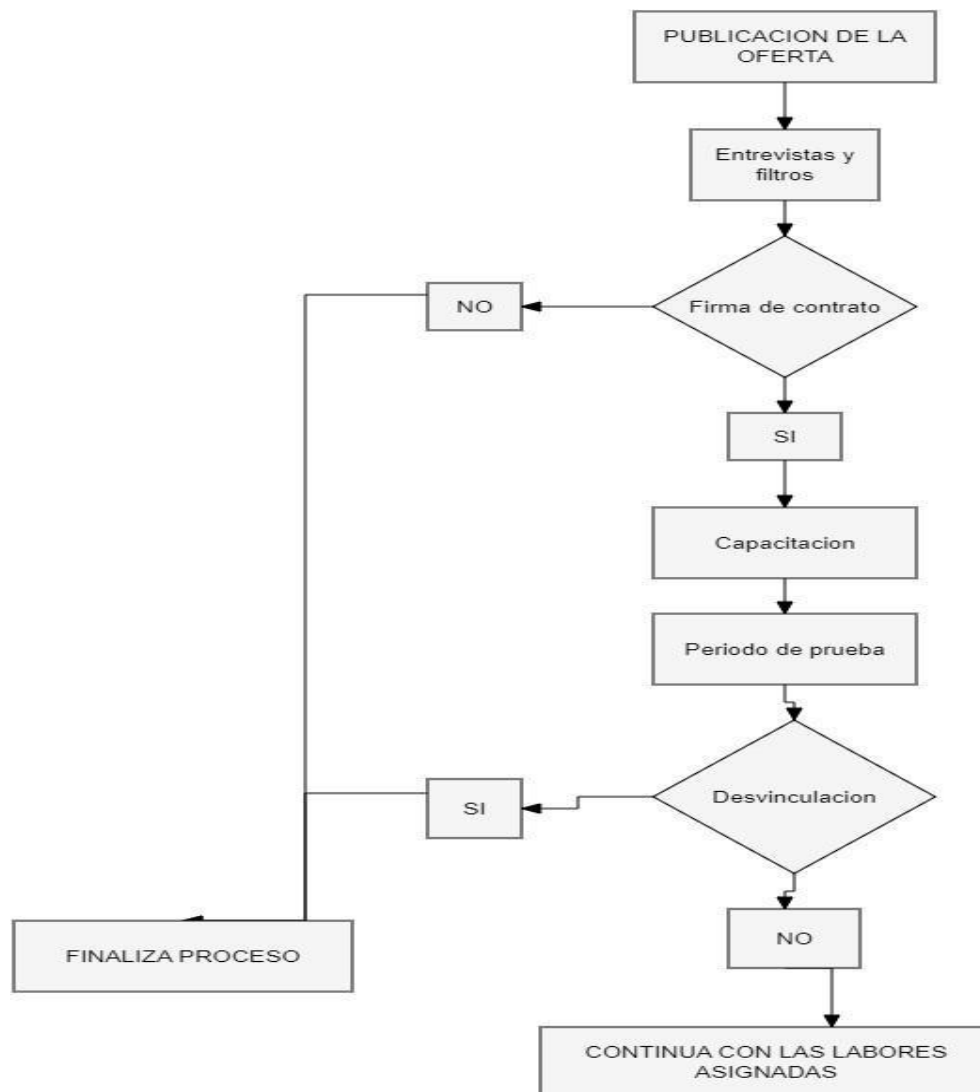 PUBLICACION DE LA
OFERTA
Entrevistas y
filtros
Firma de contrato
NO
SI
Capacitacion
Periodo de prueba
Desvinculacion
SI
NO
FINALIZA PROCESO
CONTINUA CON LAS LABORES
ASIGNADAS